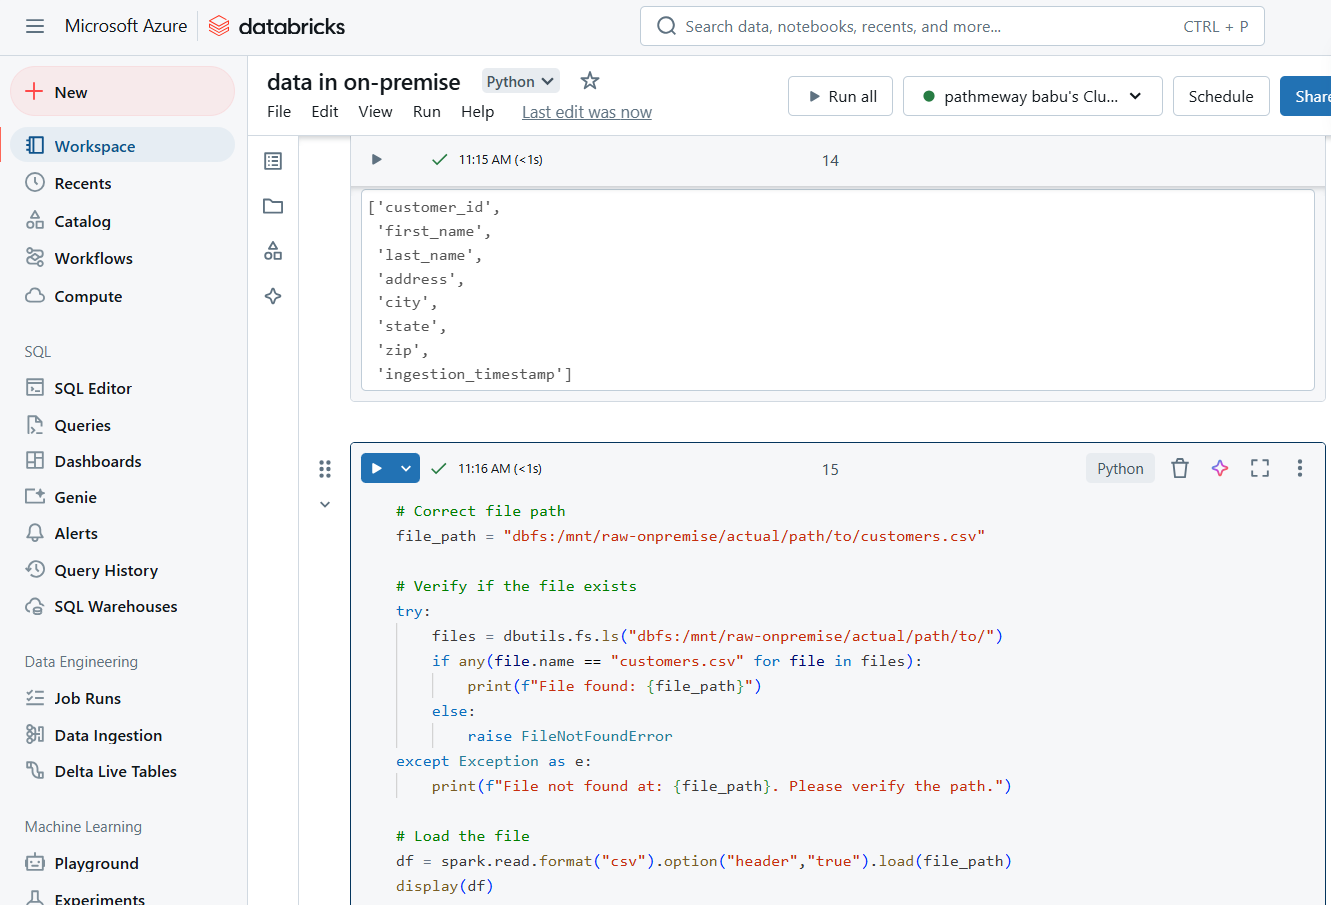 Microsoft Azure
databricks
Search data, notebooks, recents, and more...
CTRL + P
New
Workspace
Recents
Catalog
Workflows
Compute
SQL
SQL Editor
Queries
Dashboards
Genie
Alerts
Query History
SQL Warehouses
Data Engineering
Job Runs
Data Ingestion
Delta Live Tables
Machine Learning
Playground
Experiments
data in on-premise
Python
File Edit View Run Help Last edit was now
Run all
pathmeway babu's Clu...
Schedule
Share
11:15 AM (<1s)
14
['customer_id',
 'first_name',
 'last_name',
 'address',
 'city',
 'state',
 'zip',
 'ingestion_timestamp']
11:16 AM (<1s)
15
Python
# Correct file path
file_path = "dbfs:/mnt/raw-onpremise/actual/path/to/customers.csv"
# Verify if the file exists
try:
    files = dbutils.fs.ls("dbfs:/mnt/raw-onpremise/actual/path/to/")
    if any(file.name == "customers.csv" for file in files):
        print(f"File found: {file_path}")
    else:
        raise FileNotFoundError
except Exception as e:
    print(f"File not found at: {file_path}. Please verify the path.")
# Load the file
df = spark.read.format("csv").option("header","true").load(file_path)
display(df)